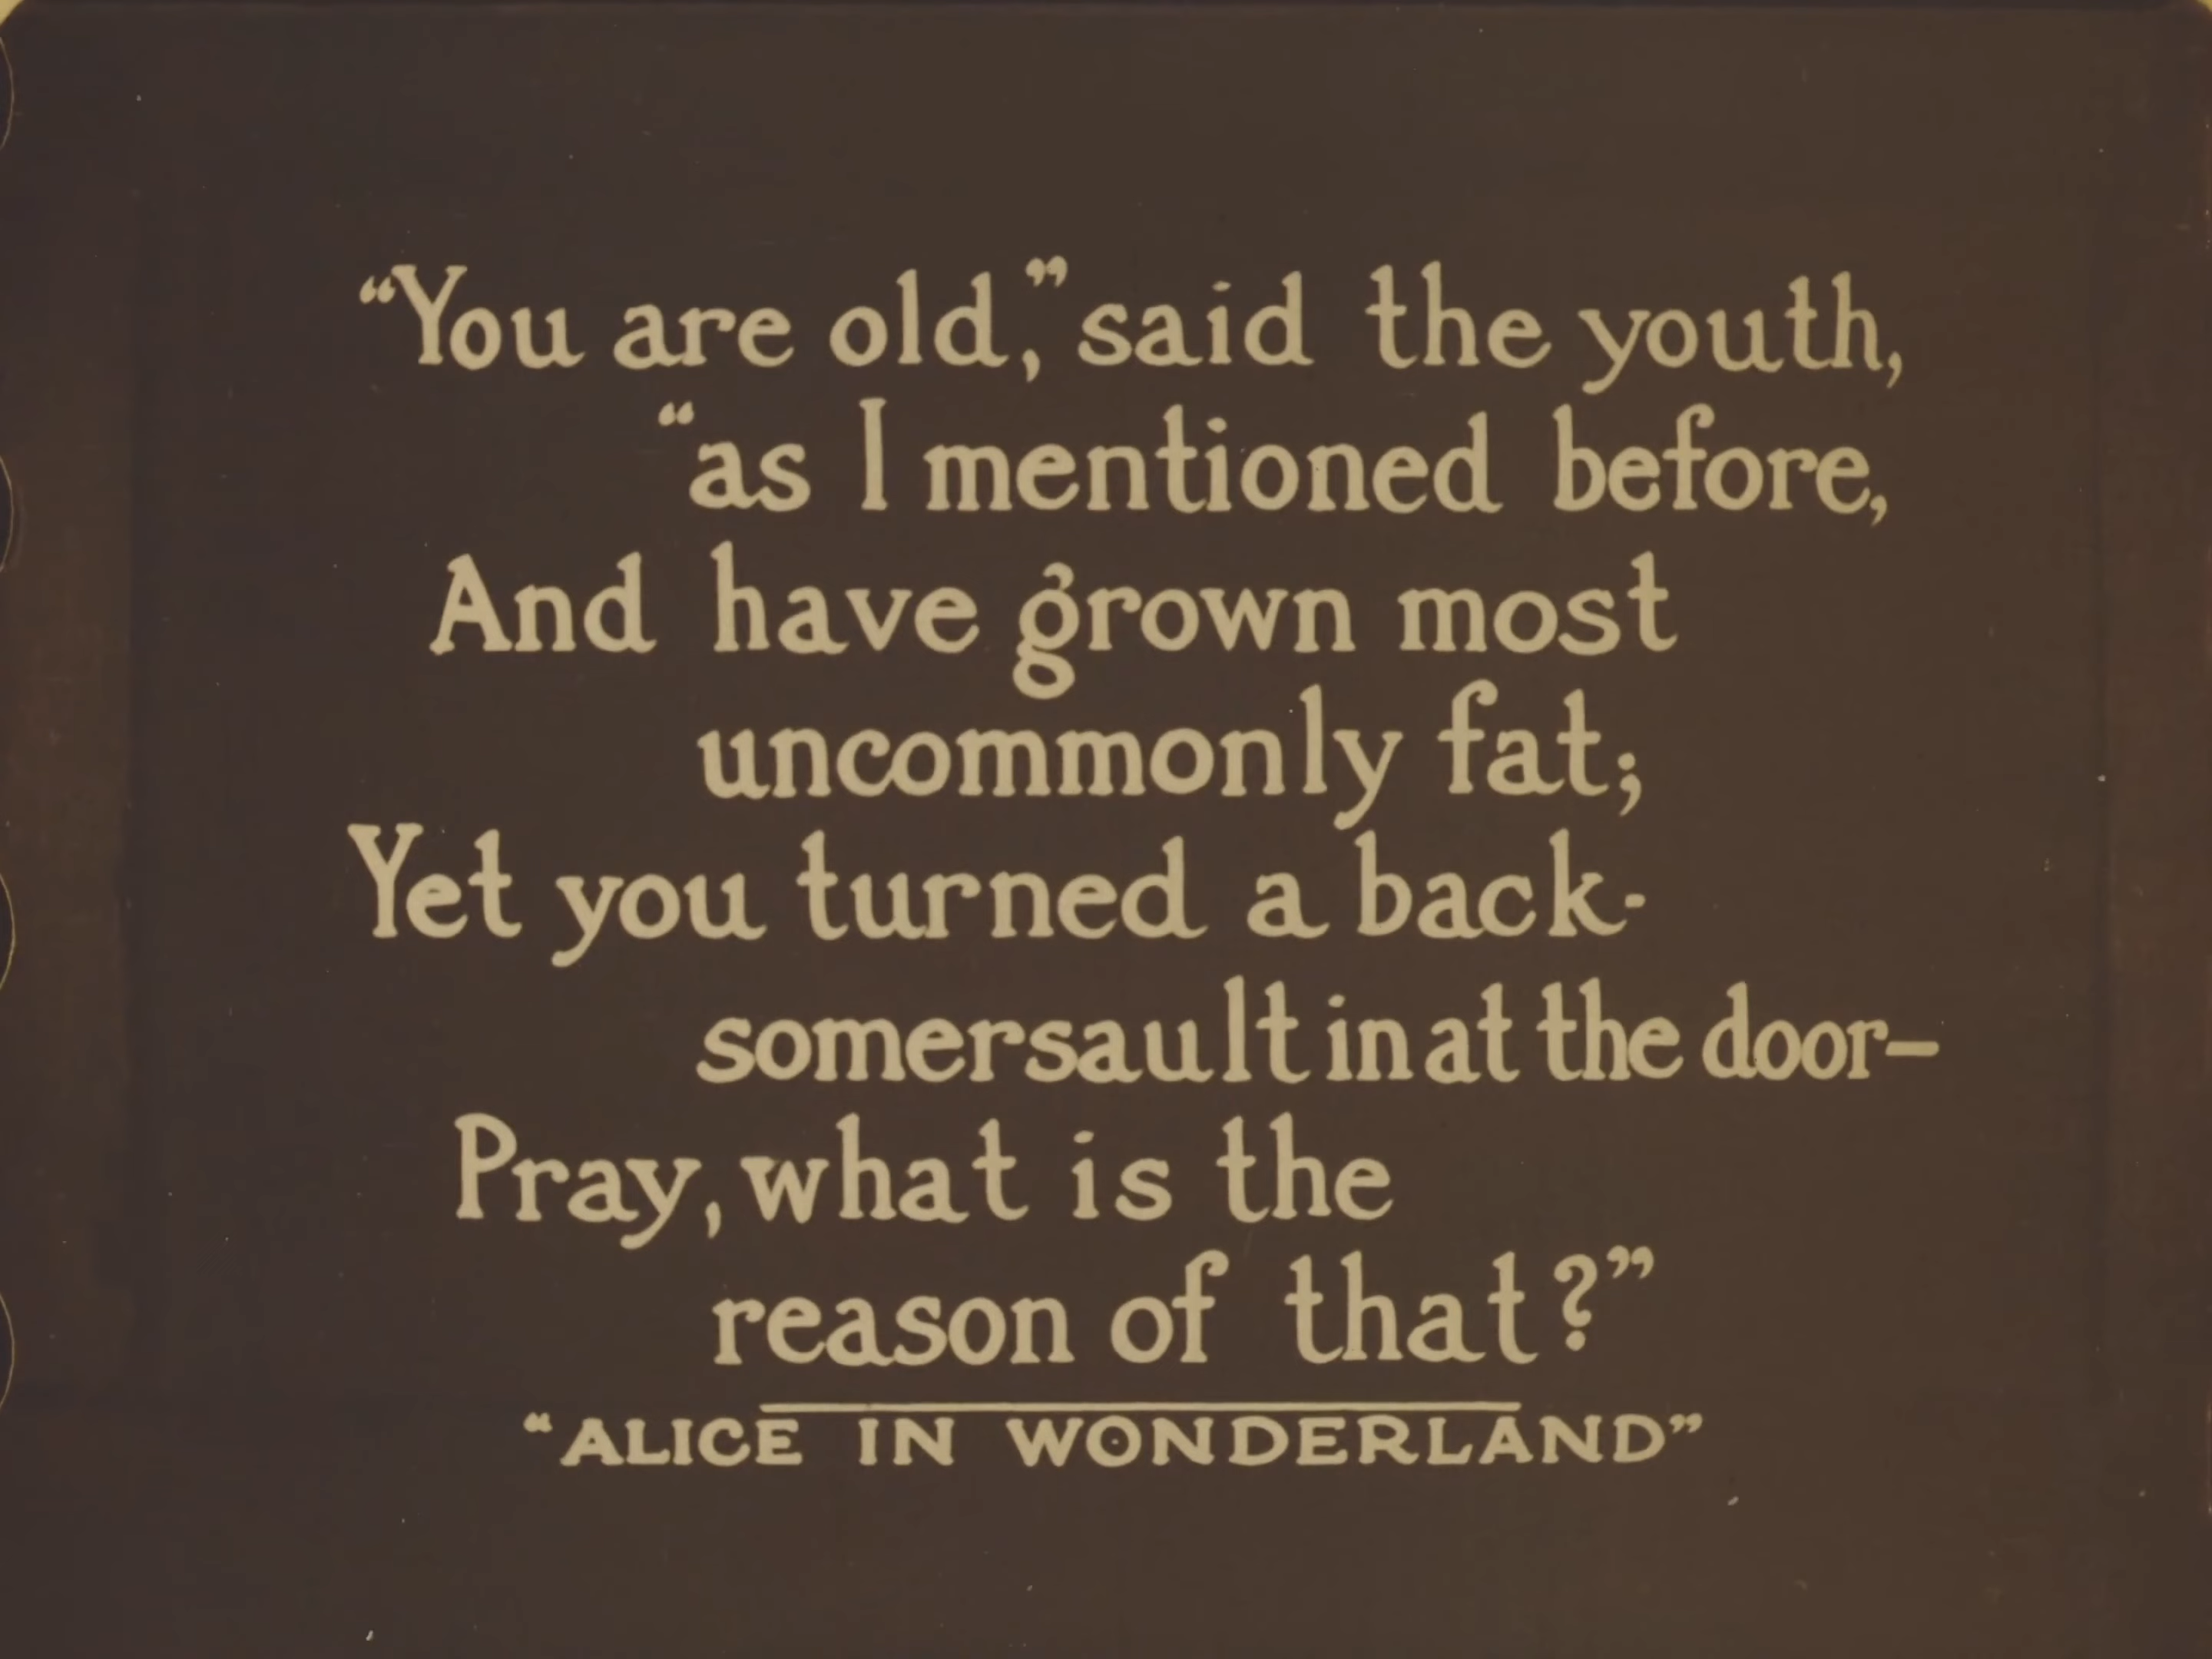 “You are old,” said the youth,
“as I mentioned before,
And have grown most
uncommonly fat;
Yet you turned a back-
somersault in at the door—
Pray, what is the
reason of that?”
“ALICE IN WONDERLAND”